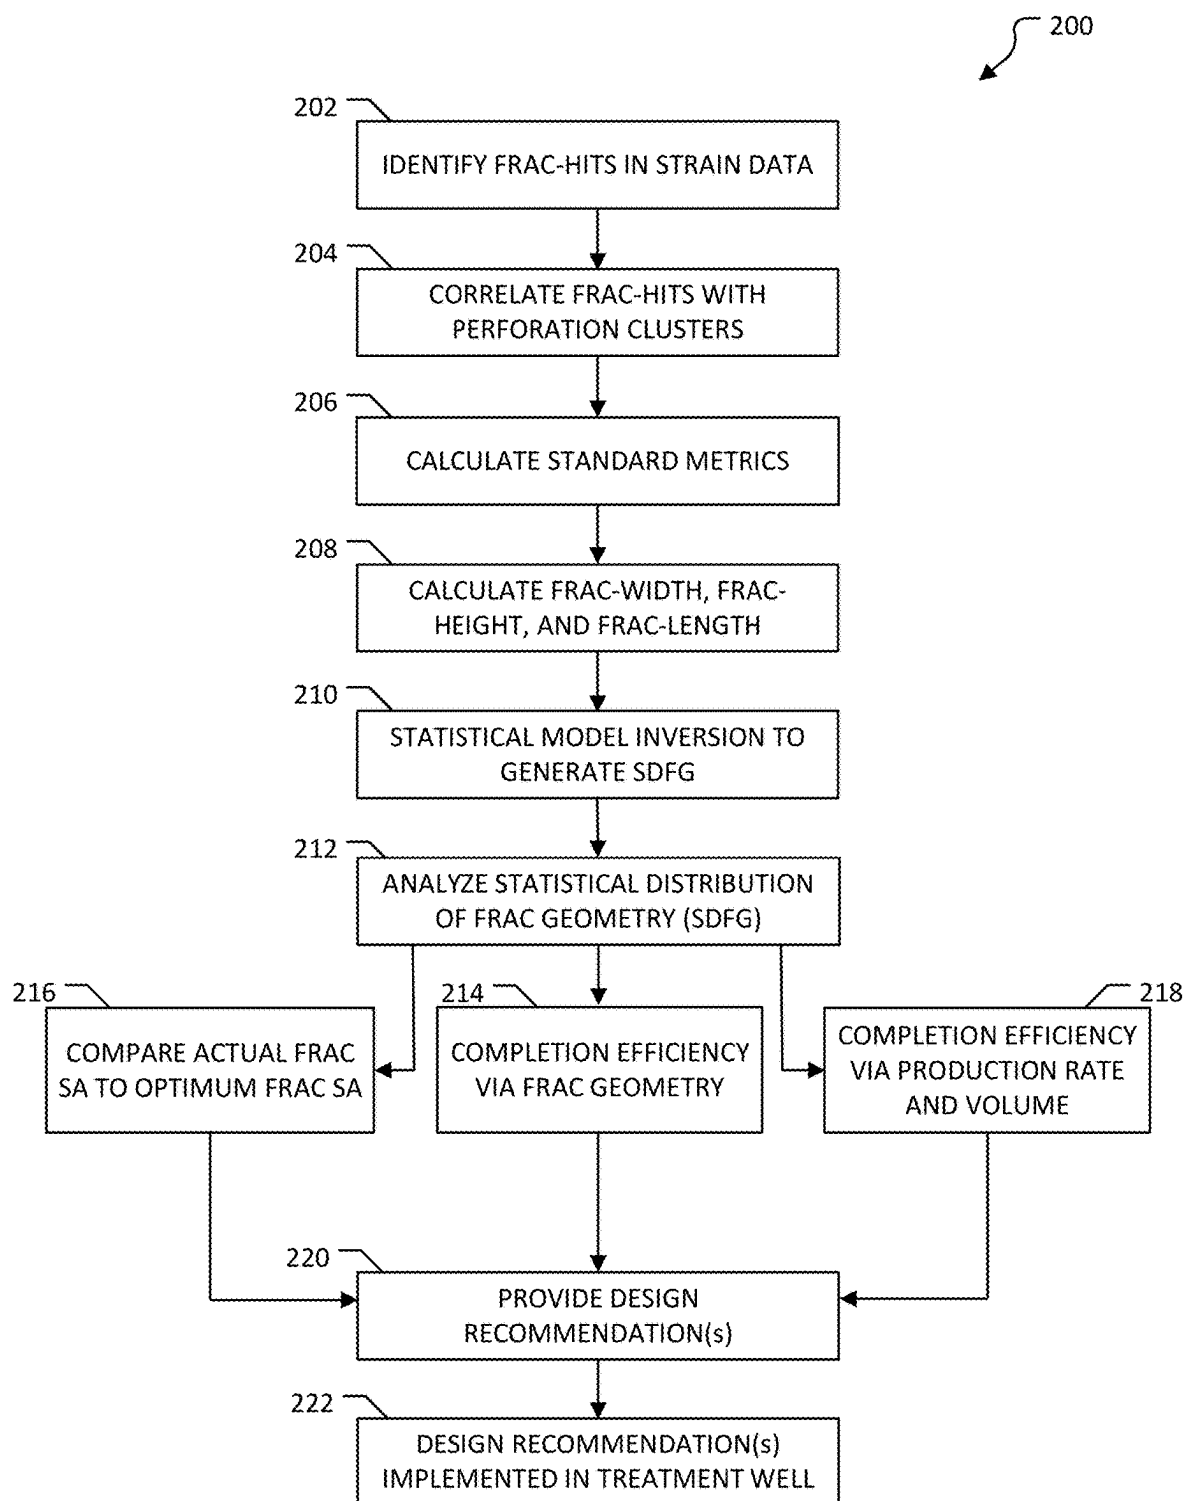 200
202
IDENTIFY FRAC-HITS IN STRAIN DATA
204
CORRELATE FRAC-HITS WITH
PERFORATION CLUSTERS
206
CALCULATE STANDARD METRICS
208
CALCULATE FRAC-WIDTH, FRAC-
HEIGHT, AND FRAC-LENGTH
210
STATISTICAL MODEL INVERSION TO
GENERATE SDFG
212
ANALYZE STATISTICAL DISTRIBUTION
OF FRAC GEOMETRY (SDFG)
216
COMPARE ACTUAL FRAC
SA TO OPTIMUM FRAC SA
214
COMPLETION EFFICIENCY
VIA FRAC GEOMETRY
218
COMPLETION EFFICIENCY
VIA PRODUCTION RATE
AND VOLUME
220
PROVIDE DESIGN
RECOMMENDATION(s)
222
DESIGN RECOMMENDATION(s)
IMPLEMENTED IN TREATMENT WELL